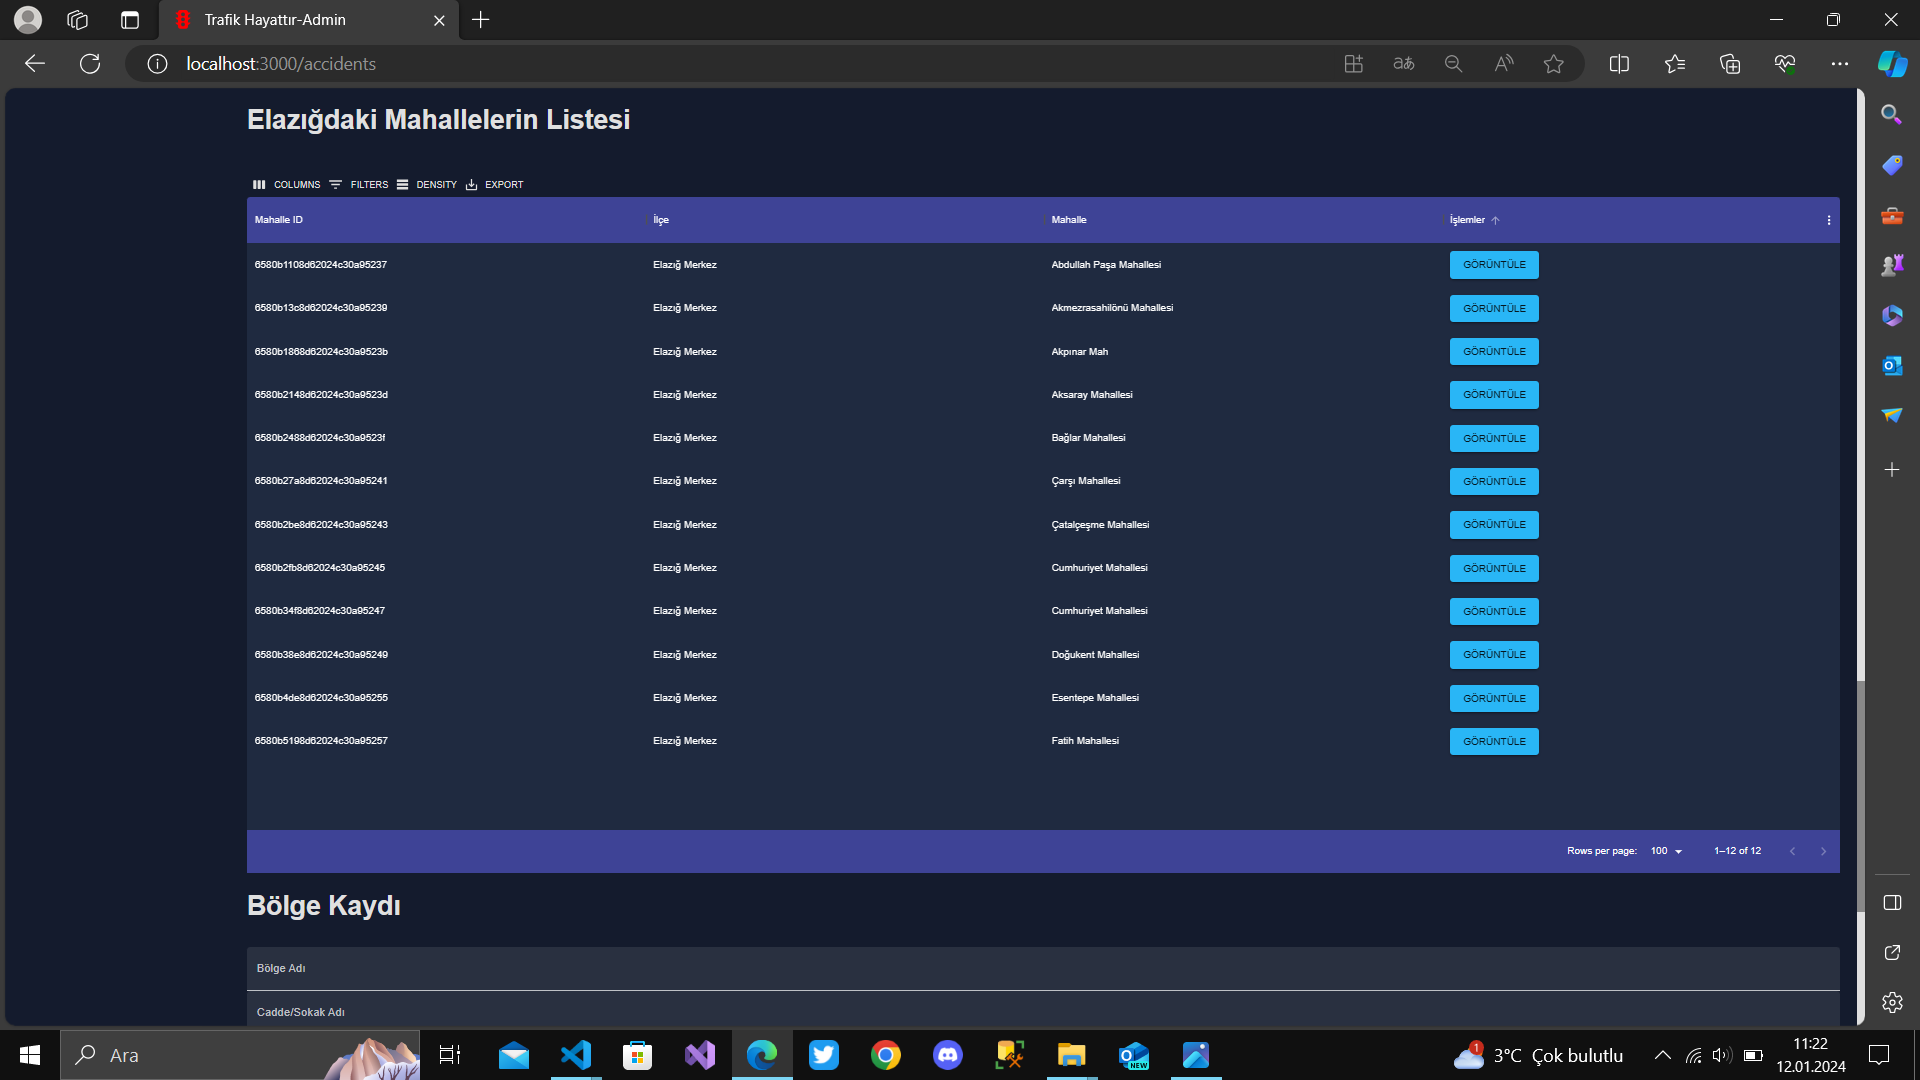 Trafik Hayattır-Admin
localhost:3000/accidents
Elazığdaki Mahallelerin Listesi
COLUMNS FILTERS DENSITY EXPORT
Mahalle ID İlçe Mahalle İşlemler
6580b1108d62024c30a95237 Elazığ Merkez Abdullah Paşa Mahallesi GÖRÜNTÜLE
6580b13c8d62024c30a95239 Elazığ Merkez Akmezrasahilönü Mahallesi GÖRÜNTÜLE
6580b1868d62024c30a9523b Elazığ Merkez Akpınar Mah GÖRÜNTÜLE
6580b2148d62024c30a9523d Elazığ Merkez Aksaray Mahallesi GÖRÜNTÜLE
6580b2488d62024c30a9523f Elazığ Merkez Bağlar Mahallesi GÖRÜNTÜLE
6580b27a8d62024c30a95241 Elazığ Merkez Çarşı Mahallesi GÖRÜNTÜLE
6580b2be8d62024c30a95243 Elazığ Merkez Çatalçeşme Mahallesi GÖRÜNTÜLE
6580b2fb8d62024c30a95245 Elazığ Merkez Cumhuriyet Mahallesi GÖRÜNTÜLE
6580b34f8d62024c30a95247 Elazığ Merkez Cumhuriyet Mahallesi GÖRÜNTÜLE
6580b38e8d62024c30a95249 Elazığ Merkez Doğukent Mahallesi GÖRÜNTÜLE
6580b4de8d62024c30a95255 Elazığ Merkez Esentepe Mahallesi GÖRÜNTÜLE
6580b5198d62024c30a95257 Elazığ Merkez Fatih Mahallesi GÖRÜNTÜLE
Rows per page: 100 1–12 of 12
Bölge Kaydı
Bölge Adı
Cadde/Sokak Adı
Ara
NEW
1
3°C Çok bulutlu
11:22
12.01.2024